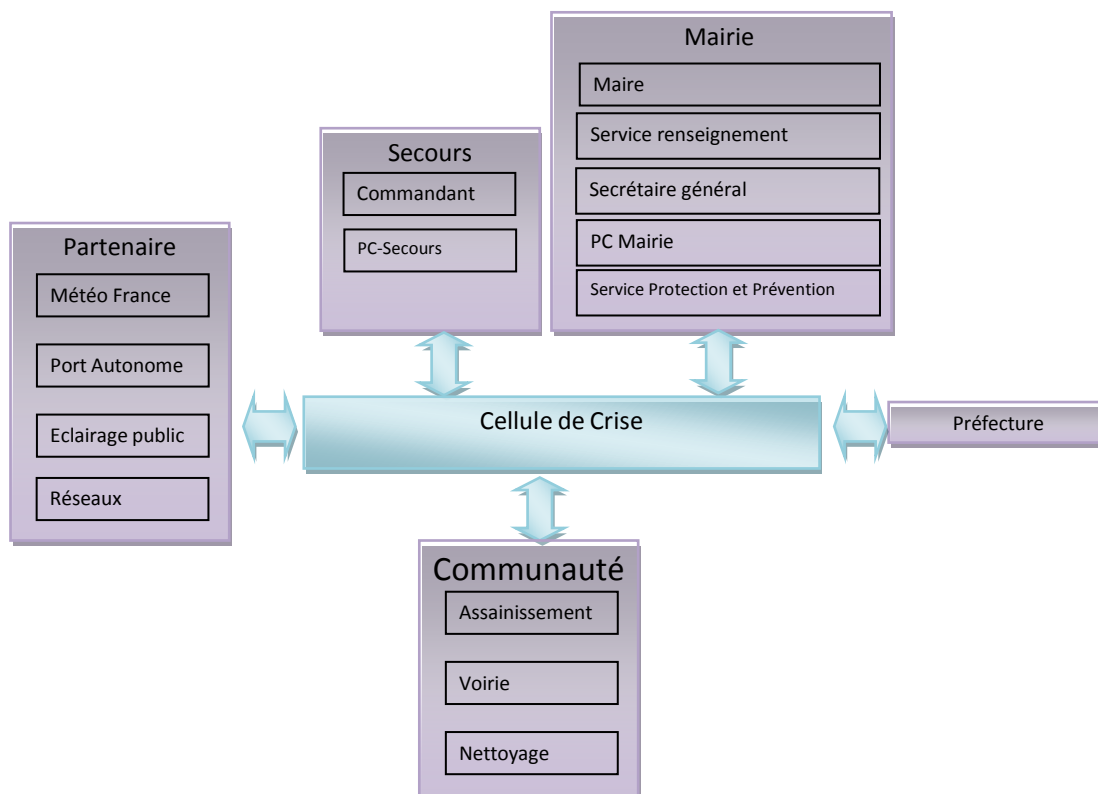 Mairie
Maire
Service renseignement
Secrétaire général
PC Mairie
Service Protection et Prévention
Secours
Commandant
PC-Secours
Partenaire
Météo France
Port Autonome
Eclairage public
Réseaux
Cellule de Crise
Préfecture
Communauté
Assainissement
Voirie
Nettoyage